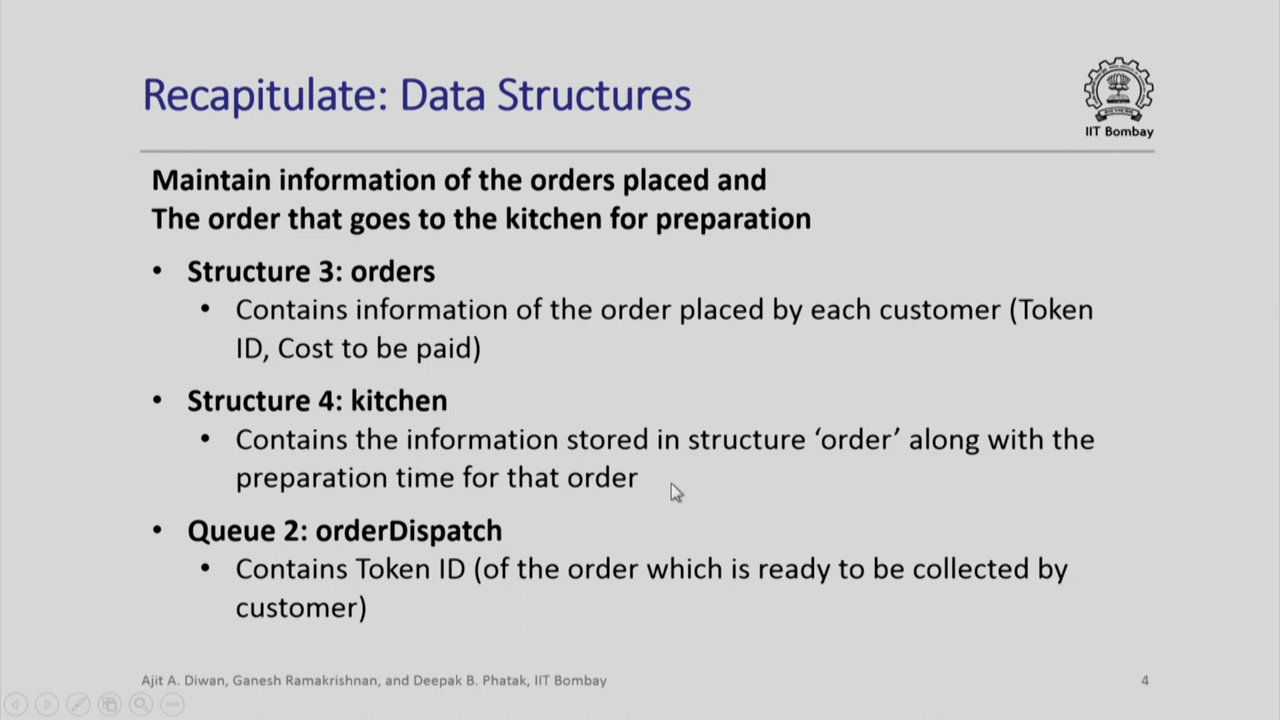 Recapitulate: Data Structures
IIT Bombay
Maintain information of the orders placed and
The order that goes to the kitchen for preparation
• Structure 3: orders
• Contains information of the order placed by each customer (Token
ID, Cost to be paid)
• Structure 4: kitchen
• Contains the information stored in structure ‘order’ along with the
preparation time for that order
• Queue 2: orderDispatch
• Contains Token ID (of the order which is ready to be collected by
customer)
Ajit A. Diwan, Ganesh Ramakrishnan, and Deepak B. Phatak, IIT Bombay
4